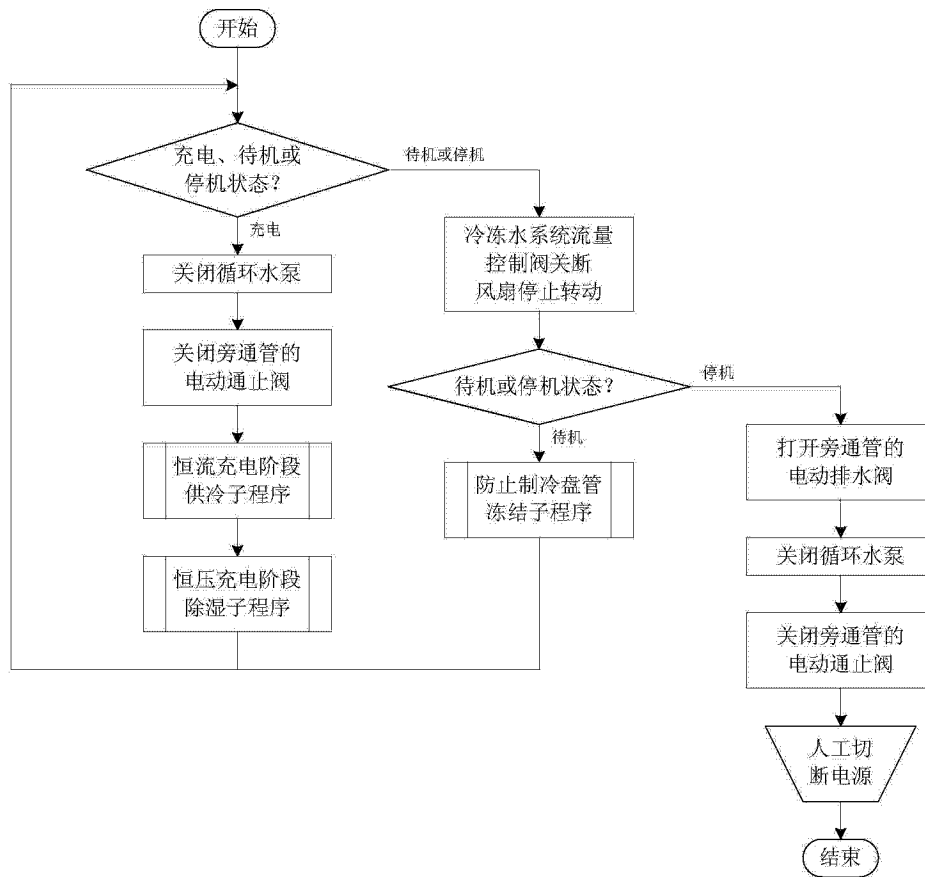 开始
充电、待机或
停机状态？
待机或停机
充电
关闭循环水泵
关闭旁通管的
电动通止阀
恒流充电阶段
供冷子程序
恒压充电阶段
除湿子程序
冷冻水系统流量
控制阀关断
风扇停止转动
待机或停机状态？
停机
待机
防止制冷盘管
冻结子程序
打开旁通管的
电动排水阀
关闭循环水泵
关闭旁通管的
电动通止阀
人工切
断电源
结束